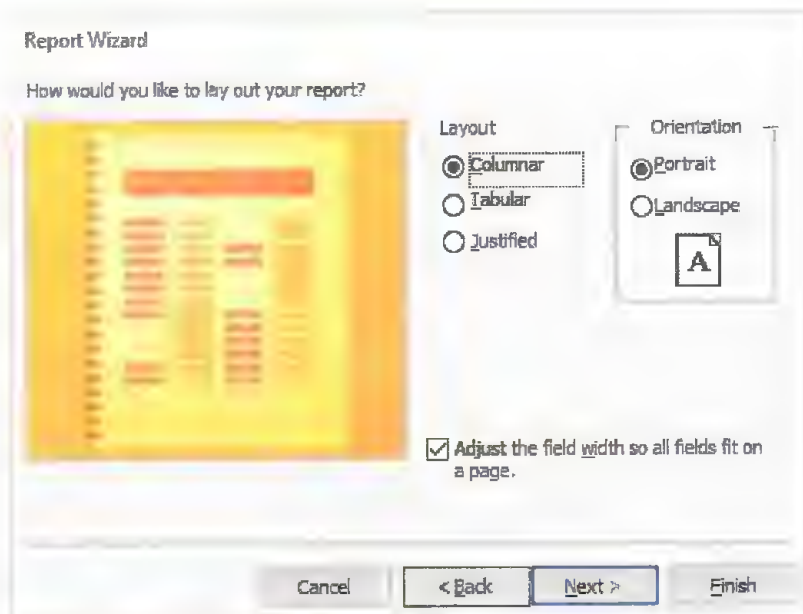 Report Wizard
How would you like to lay out your report?
Layout
Columnar
Tabular
Justified
Orientation
Portrait
Landscape
A
Adjust the field width so all fields fit on
a page.
Cancel
< Back
Next >
Finish